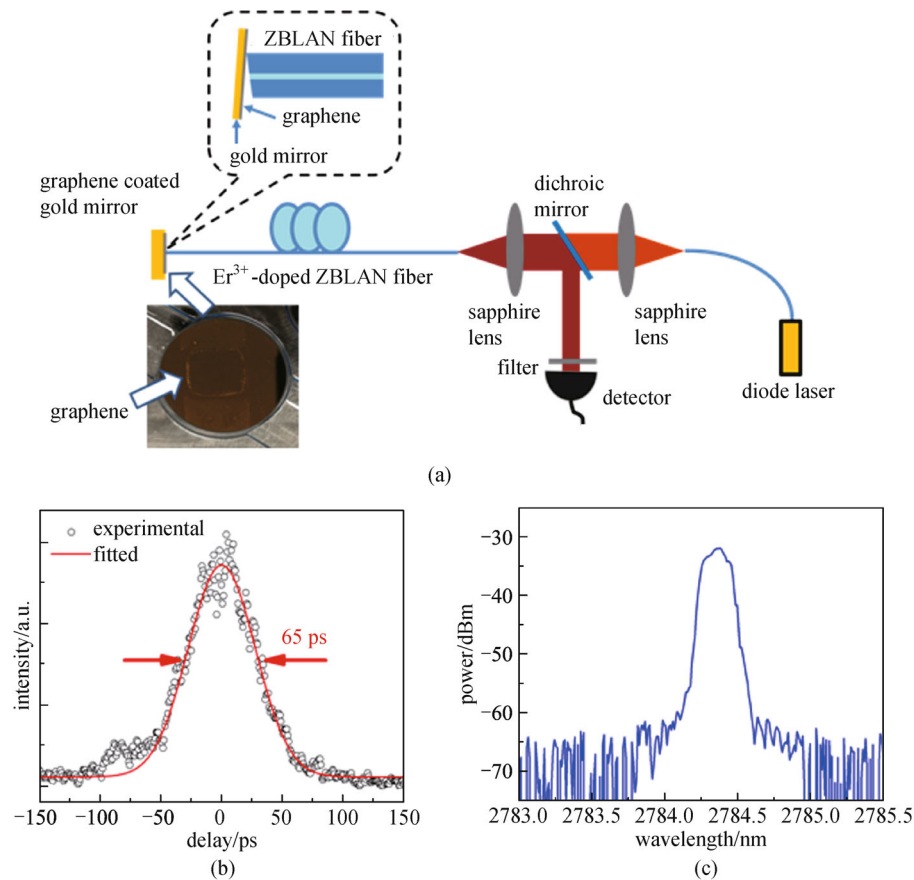 ZBLAN fiber
graphene
gold mirror
graphene coated
gold mirror
dichroic
mirror
Er³⁺-doped ZBLAN fiber
sapphire
lens
sapphire
lens
filter
detector
diode laser
graphene
(a)
experimental
fitted
65 ps
intensity/a.u.
−150 −100 −50 0 50 100 150
delay/ps
(b)
−30
−40
−50
−60
−70
power/dBm
2783.0 2783.5 2784.0 2784.5 2785.0 2785.5
wavelength/nm
(c)